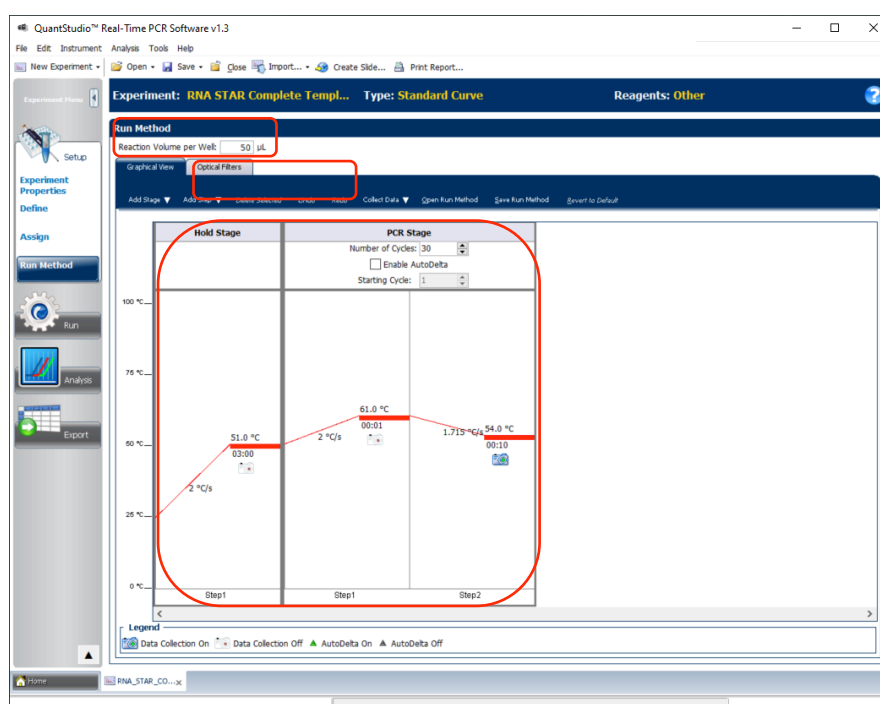 QuantStudio™ Real-Time PCR Software v1.3
File Edit Instrument Analysis Tools Help
New Experiment Open Save Close Import... Create Slide... Print Report...
Experiment Menu
Experiment: RNA STAR Complete Templ... Type: Standard Curve Reagents: Other
Setup
Experiment Properties
Define
Assign
Run Method
Run
Analysis
Export
Run Method
Reaction Volume per Well: 50 µL
Graphical View Optical Filters
Add Stage Add Step Delete Selected Undo Redo Collect Data Open Run Method Save Run Method Revert to Default
Hold Stage PCR Stage
Number of Cycles: 30
Enable AutoDelta
Starting Cycle: 1
100 °C
75 °C
61.0 °C
00:01
51.0 °C 2 °C/s 1.715 °C/s 54.0 °C
50 °C 03:00 00:10
2 °C/s
25 °C
0 °C
Step1 Step1 Step2
Legend
Data Collection On Data Collection Off AutoDelta On AutoDelta Off
Home RNA_STAR_CO...x